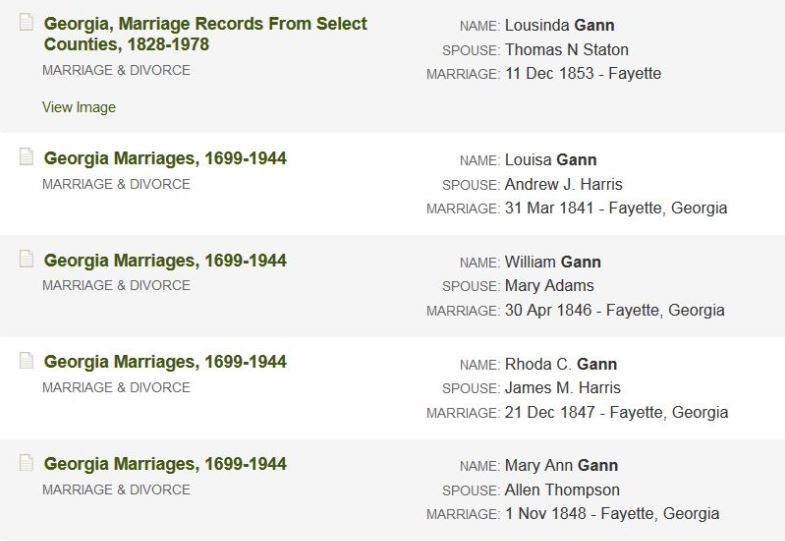 Georgia, Marriage Records From Select
Counties, 1828-1978
MARRIAGE & DIVORCE
View Image
NAME: Lousinda Gann
SPOUSE: Thomas N Staton
MARRIAGE: 11 Dec 1853 - Fayette
Georgia Marriages, 1699-1944
MARRIAGE & DIVORCE
NAME: Louisa Gann
SPOUSE: Andrew J. Harris
MARRIAGE: 31 Mar 1841 - Fayette, Georgia
Georgia Marriages, 1699-1944
MARRIAGE & DIVORCE
NAME: William Gann
SPOUSE: Mary Adams
MARRIAGE: 30 Apr 1846 - Fayette, Georgia
Georgia Marriages, 1699-1944
MARRIAGE & DIVORCE
NAME: Rhoda C. Gann
SPOUSE: James M. Harris
MARRIAGE: 21 Dec 1847 - Fayette, Georgia
Georgia Marriages, 1699-1944
MARRIAGE & DIVORCE
NAME: Mary Ann Gann
SPOUSE: Allen Thompson
MARRIAGE: 1 Nov 1848 - Fayette, Georgia